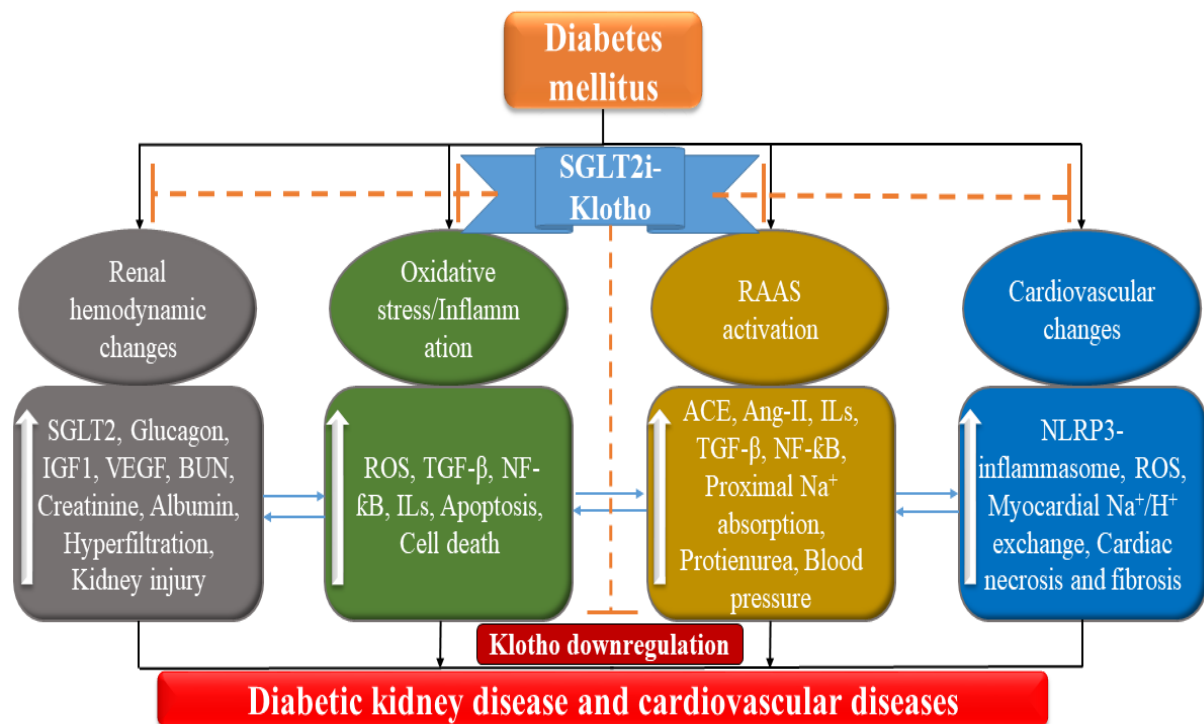 Diabetes
mellitus
SGLT2i-
Klotho
Renal
hemodynamic
changes
Oxidative
stress/Inflamm
ation
RAAS
activation
Cardiovascular
changes
SGLT2, Glucagon,
IGF1, VEGF, BUN,
Creatinine, Albumin,
Hyperfiltration,
Kidney injury
ROS, TGF-β, NF-
ƙB, ILs, Apoptosis,
Cell death
ACE, Ang-II, ILs,
TGF-β, NF-ƙB,
Proximal Na⁺
absorption,
Protienurea, Blood
pressure
NLRP3-
inflammasome, ROS,
Myocardial Na⁺/H⁺
exchange, Cardiac
necrosis and fibrosis
Klotho downregulation
Diabetic kidney disease and cardiovascular diseases